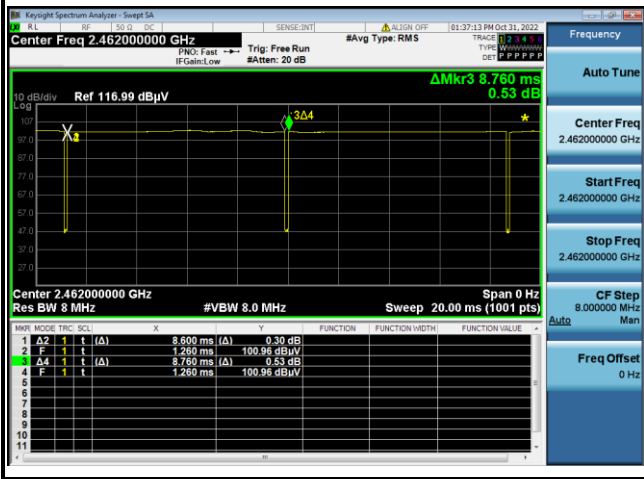 Keysight Spectrum Analyzer - Swept SA
RL RF 50 Ω DC SENSE:INT ALIGN OFF 01:37:13 PM Oct 31, 2022
Center Freq 2.462000000 GHz #Avg Type: RMS TRACE 1 2 3 4 5 6
PNO: Fast Trig: Free Run TYPE WWWWWW
IFGain:Low #Atten: 20 dB DET P P P P P P
ΔMkr3 8.760 ms
10 dB/div Ref 116.99 dBµV 0.53 dB
Log
107
97.0
87.0
77.0
67.0
57.0
47.0
37.0
27.0
3Δ4
Center 2.462000000 GHz Span 0 Hz
Res BW 8 MHz #VBW 8.0 MHz Sweep 20.00 ms (1001 pts)
MKR MODE TRC SCL X Y FUNCTION FUNCTION WIDTH FUNCTION VALUE
1 Δ2 1 t (Δ) 8.600 ms (Δ) 0.30 dB
2 F 1 t 1.260 ms 100.96 dBµV
3 Δ4 1 t (Δ) 8.760 ms (Δ) 0.53 dB
4 F 1 t 1.260 ms 100.96 dBµV
5
6
7
8
9
10
11
Frequency
Auto Tune
Center Freq
2.462000000 GHz
Start Freq
2.462000000 GHz
Stop Freq
2.462000000 GHz
CF Step
8.000000 MHz
Auto Man
Freq Offset
0 Hz